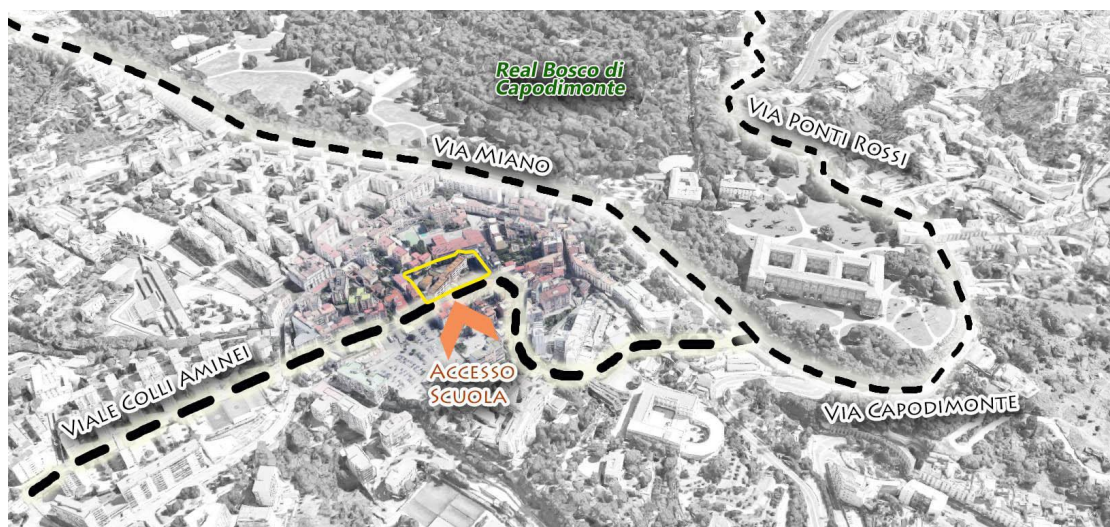 Real Bosco di
Capodimonte
Via Ponti Rossi
Via Miano
Viale Colli Aminei
Accesso
Scuola
Via Capodimonte